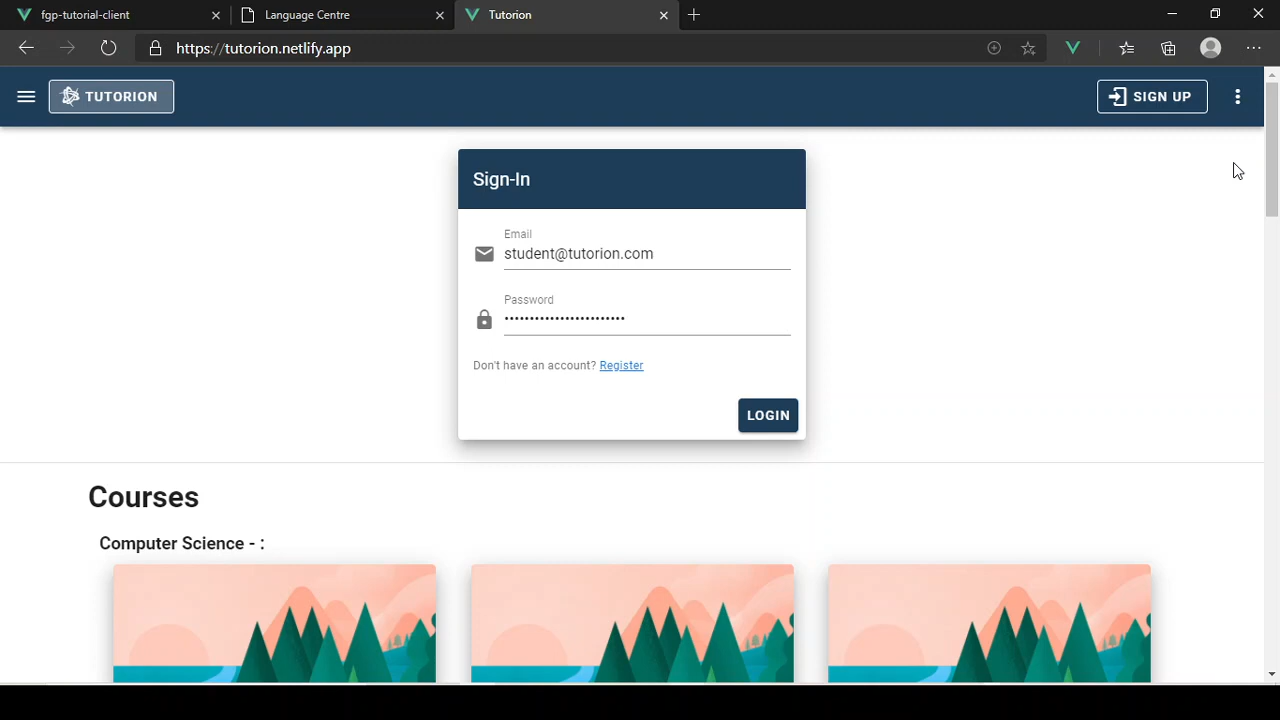 fgp-tutorial-client
Language Centre
Tutorion
https://tutorion.netlify.app
TUTORION
SIGN UP
Sign-In
Email
student@tutorion.com
Password
Don't have an account? Register
LOGIN
Courses
Computer Science - :